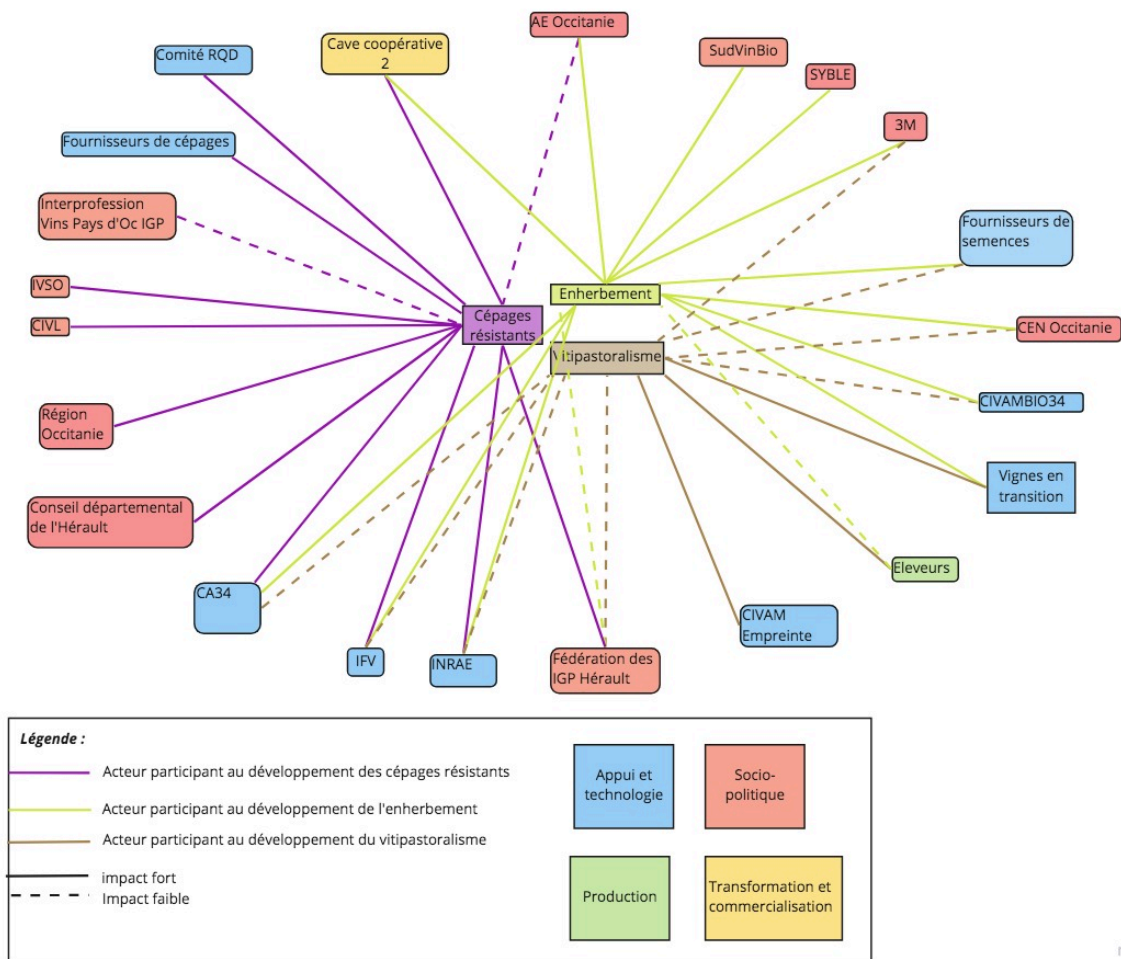 AE Occitanie
Comité RQD
Cave coopérative
2
SudVinBio
SYBLE
3M
Fournisseurs de cépages
Interprofession
Vins Pays d'Oc IGP
Fournisseurs de
semences
IVSO
CIVL
Enherbement
Cépages
résistants
Vitipastoralisme
CEN Occitanie
CIVAMBIO34
Région
Occitanie
Vignes en
transition
Conseil départemental
de l'Hérault
Eleveurs
CA34
CIVAM
Empreinte
IFV
INRAE
Fédération des
IGP Hérault
Légende :
Acteur participant au développement des cépages résistants
Acteur participant au développement de l'enherbement
Acteur participant au développement du vitipastoralisme
impact fort
Impact faible
Appui et
technologie
Socio-
politique
Production
Transformation et
commercialisation